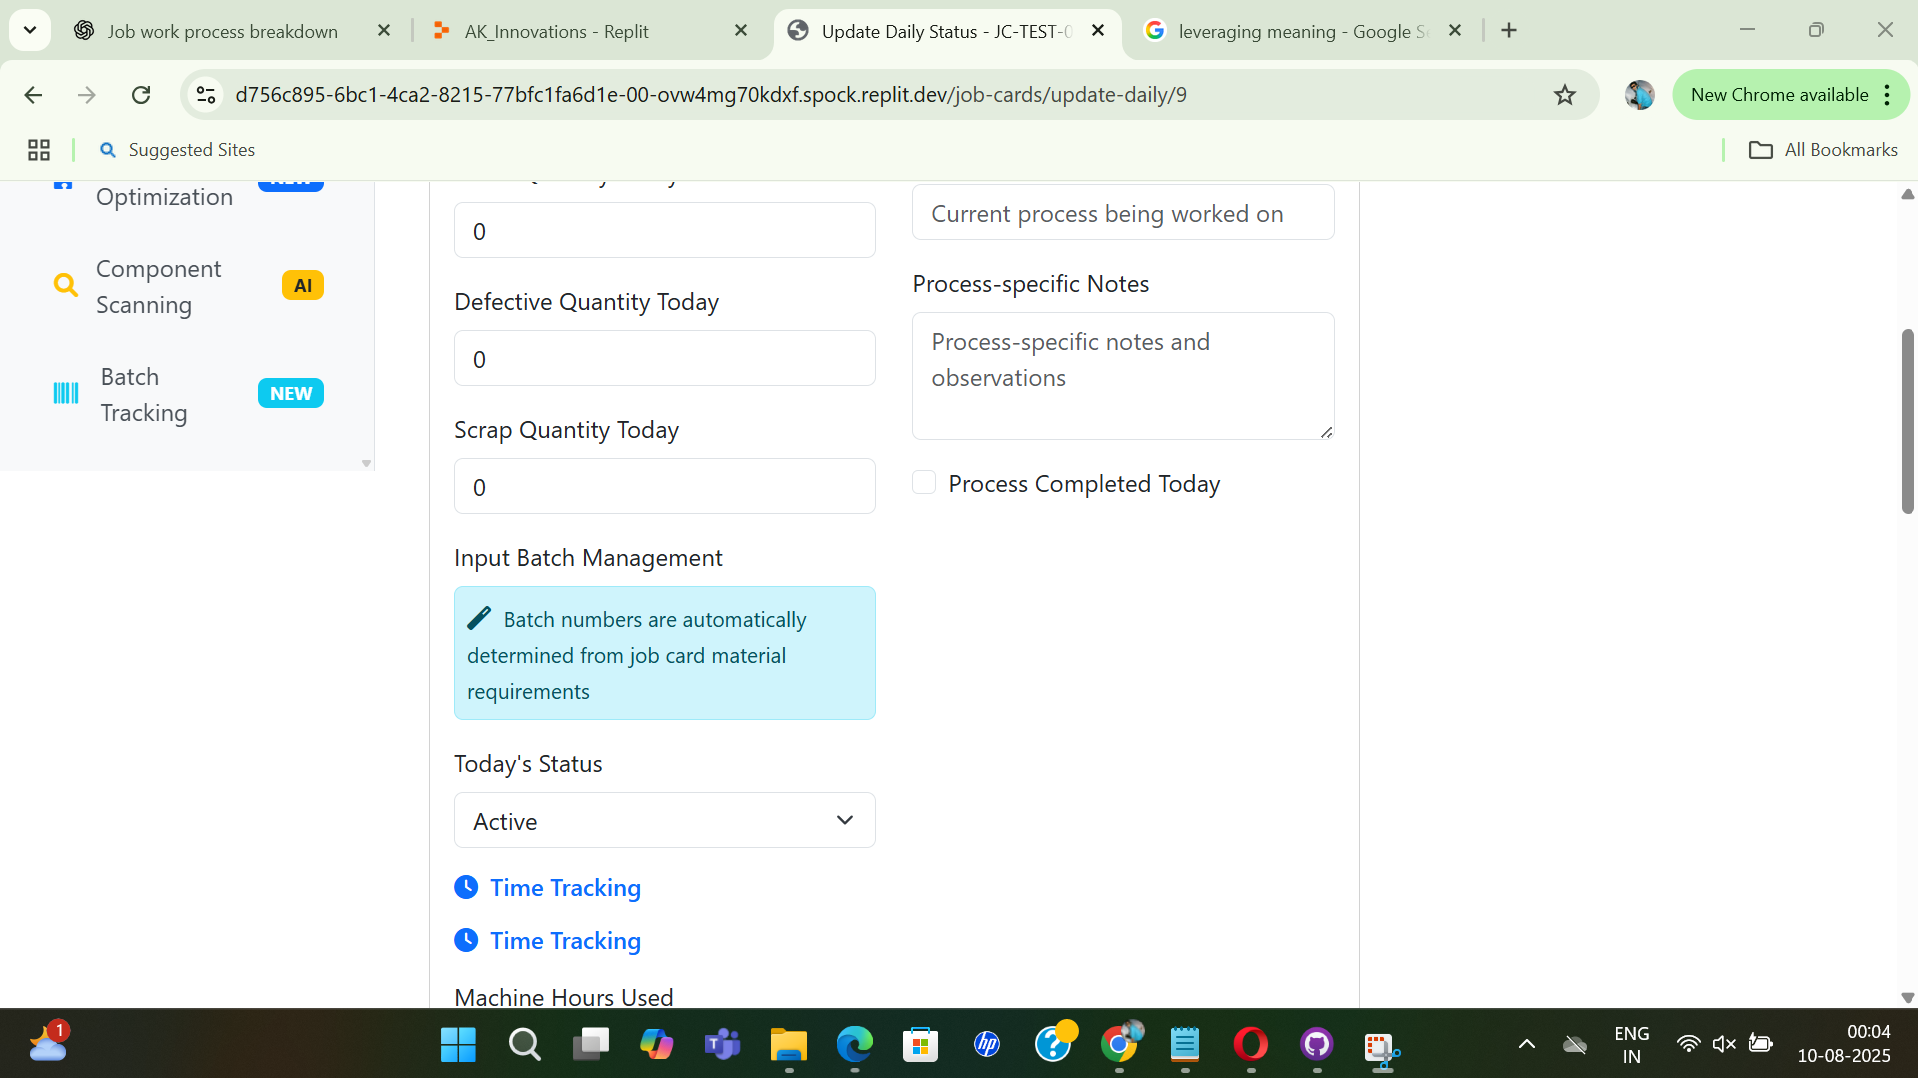 Job work process breakdown
AK_Innovations - Replit
Update Daily Status - JC-TEST-0
leveraging meaning - Google S
d756c895-6bc1-4ca2-8215-77bfc1fa6d1e-00-ovw4mg70kdxf.spock.replit.dev/job-cards/update-daily/9
New Chrome available
Suggested Sites
All Bookmarks
Optimization
NEW
Component
Scanning
AI
Batch
Tracking
NEW
0
Defective Quantity Today
0
Scrap Quantity Today
0
Input Batch Management
Batch numbers are automatically
determined from job card material
requirements
Today's Status
Active
Time Tracking
Time Tracking
Machine Hours Used
Current process being worked on
Process-specific Notes
Process-specific notes and
observations
Process Completed Today
1
hp
ENG
IN
00:04
10-08-2025